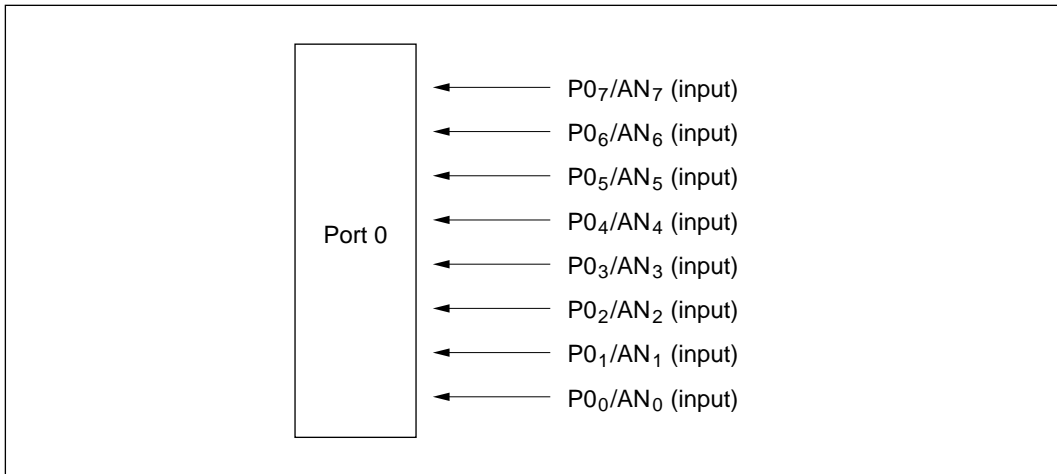 P0₇/AN₇ (input)
P0₆/AN₆ (input)
P0₅/AN₅ (input)
Port 0
P0₄/AN₄ (input)
P0₃/AN₃ (input)
P0₂/AN₂ (input)
P0₁/AN₁ (input)
P0₀/AN₀ (input)